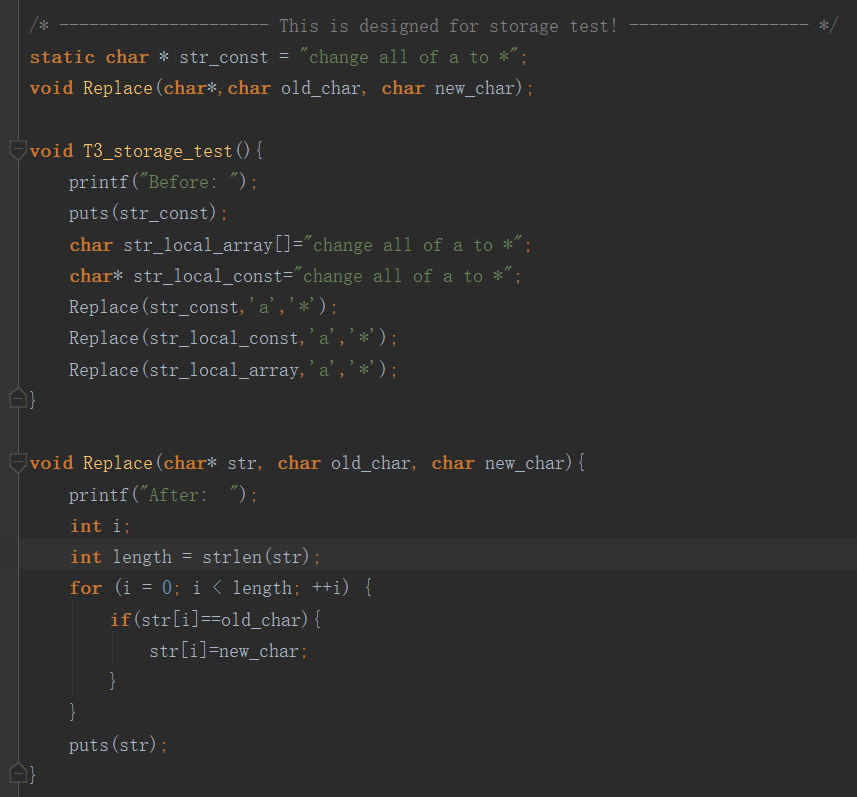 /* --------------------- This is designed for storage test! ------------------ */
static char * str_const = "change all of a to *";
void Replace(char*,char old_char, char new_char);
void T3_storage_test(){
printf("Before: ");
puts(str_const);
char str_local_array[]="change all of a to *";
char* str_local_const="change all of a to *";
Replace(str_const,'a','*');
Replace(str_local_const,'a','*');
Replace(str_local_array,'a','*');
}
void Replace(char* str, char old_char, char new_char){
printf("After:  ");
int i;
int length = strlen(str);
for (i = 0; i < length; ++i) {
if(str[i]==old_char){
str[i]=new_char;
}
}
puts(str);
}